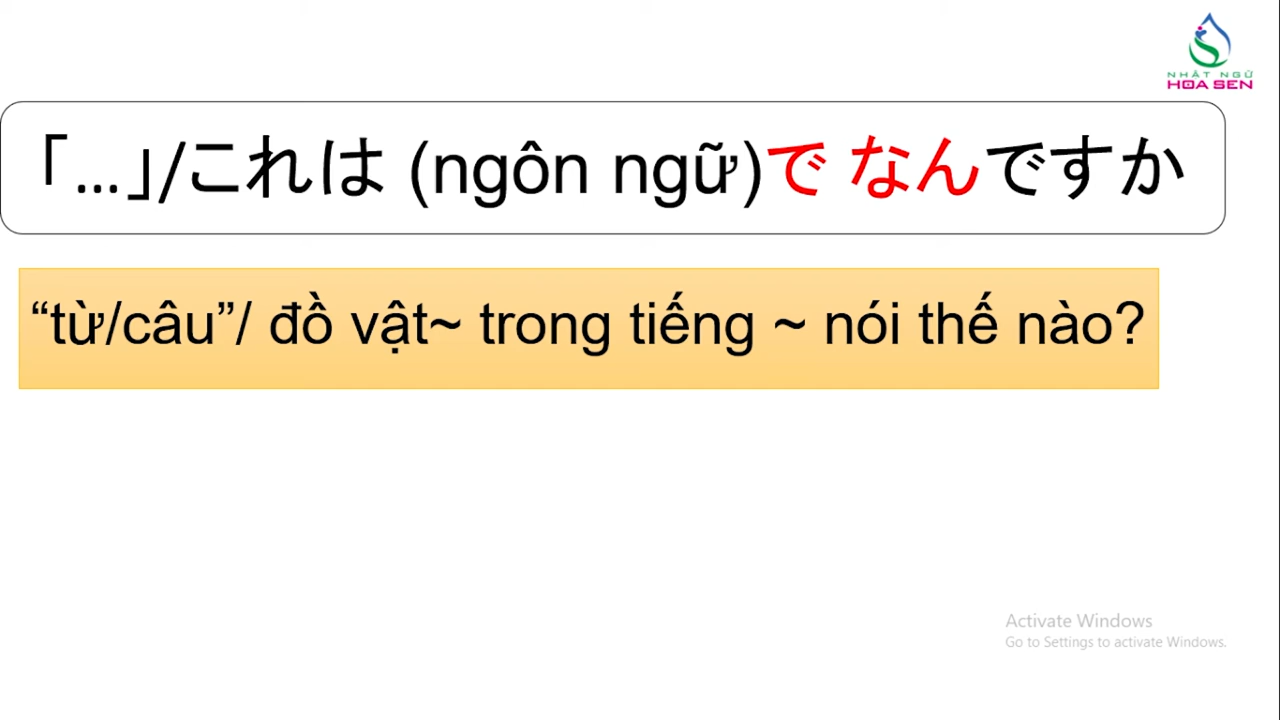 NHẬT NGỮ
HOA SEN
「...」/これは (ngôn ngữ)で なんですか
“từ/câu”/ đồ vật~ trong tiếng ~ nói thế nào?
Activate Windows
Go to Settings to activate Windows.